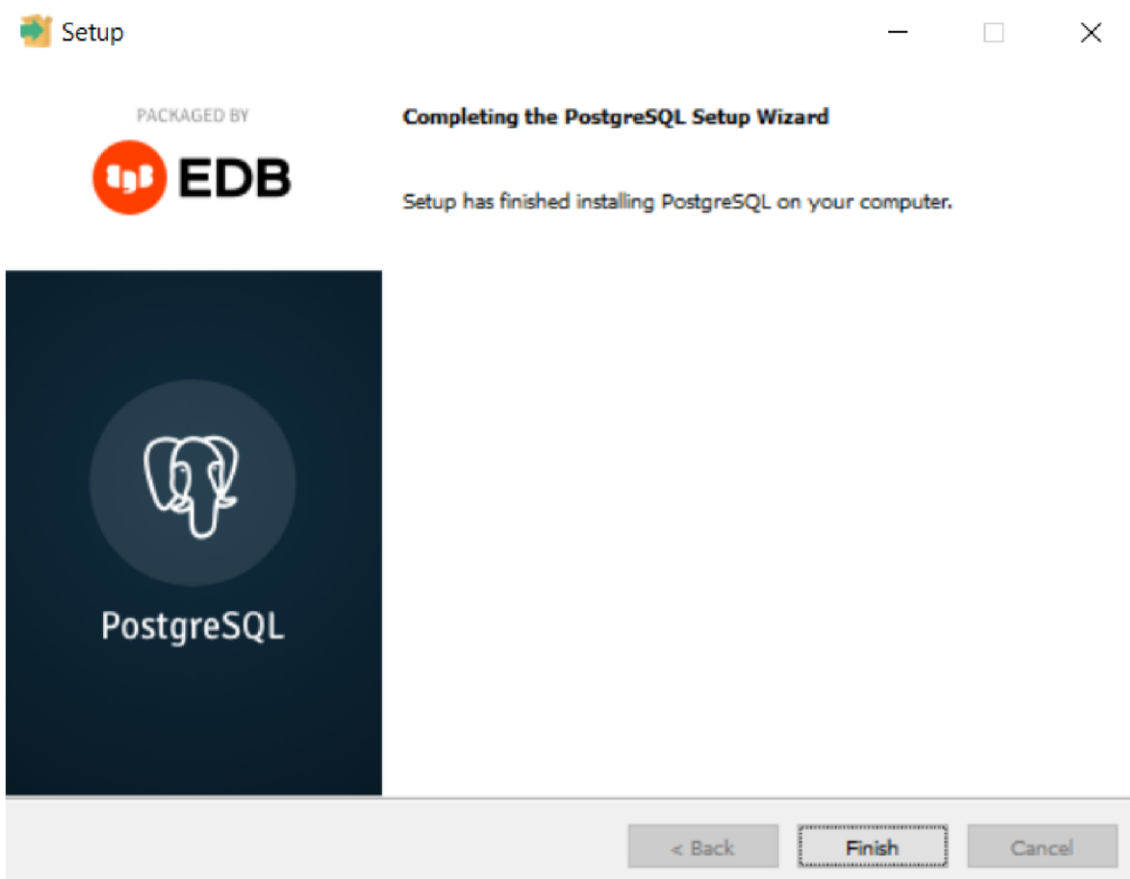 Setup
PACKAGED BY
EDB
Completing the PostgreSQL Setup Wizard
Setup has finished installing PostgreSQL on your computer.
PostgreSQL
< Back
Finish
Cancel